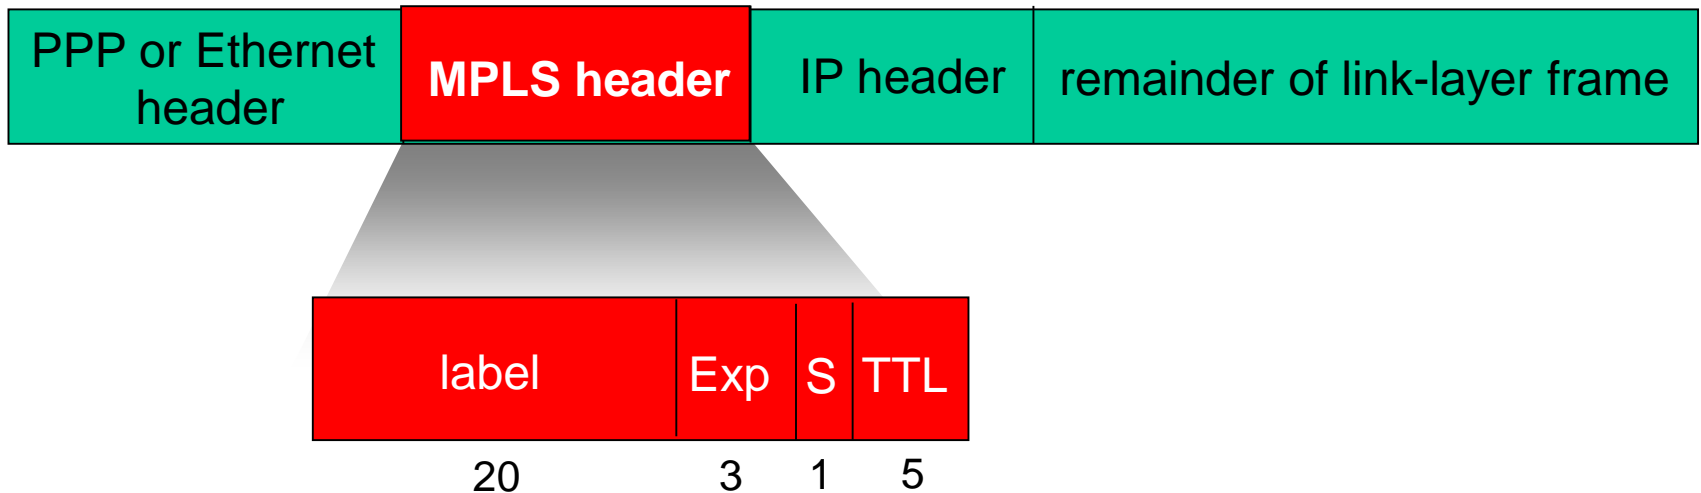 PPP or Ethernet
header
MPLS header
IP header
remainder of link-layer frame
label
Exp
S
TTL
20
3
1
5